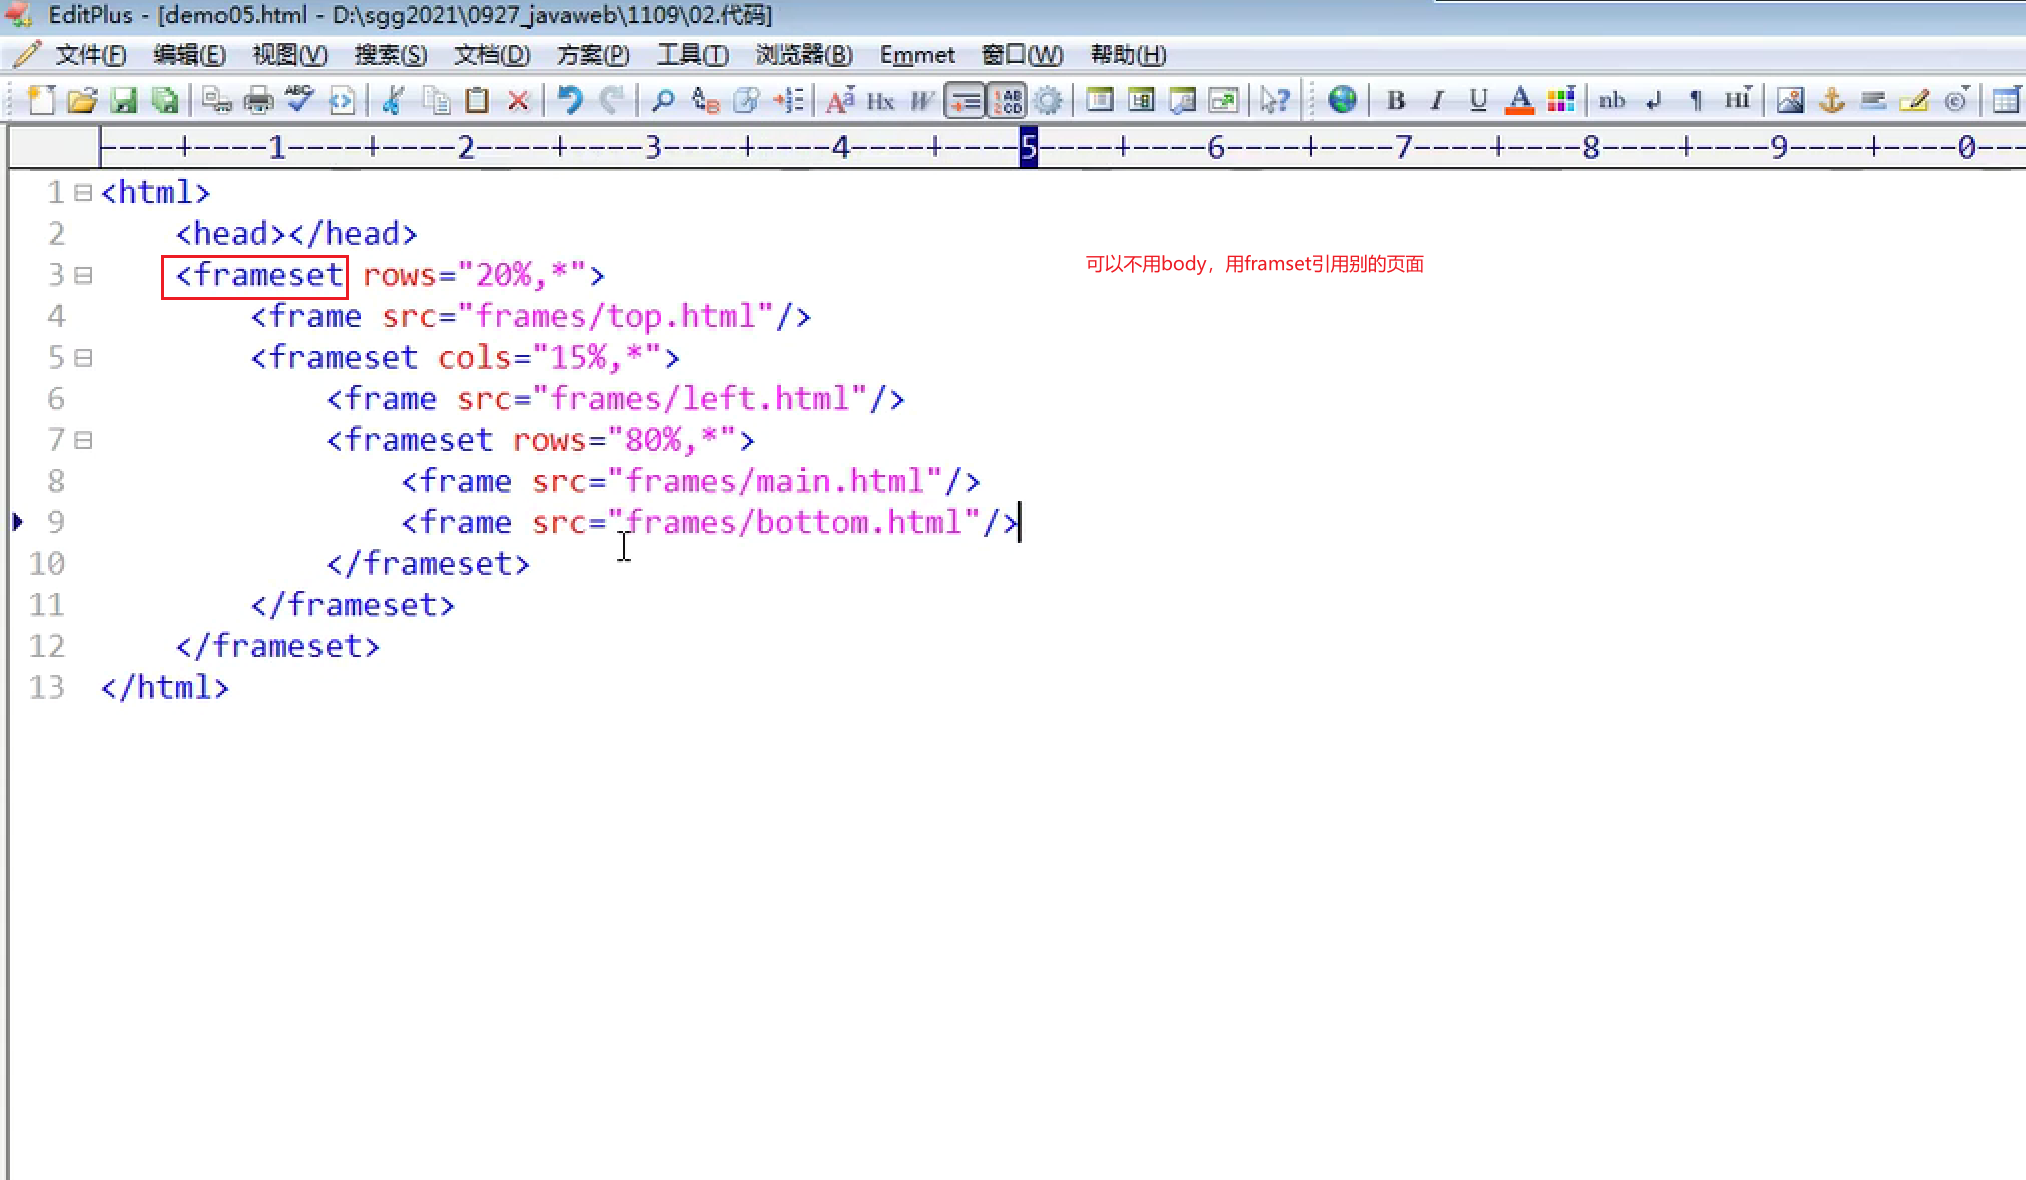 EditPlus - [demo05.html - D:\sgg2021\0927_javaweb\1109\02.代码]
文件(F) 编辑(E) 视图(V) 搜索(S) 文档(D) 方案(P) 工具(T) 浏览器(B) Emmet 窗口(W) 帮助(H)
ABC A B A a Hx W 1 AB 2 CD ? B I U A nb ¶ Hi ©
----+----1----+----2----+----3----+----4----+----5----+----6----+----7----+----8----+----9----+----0---
1 <html>
2 <head></head>
3 <frameset rows="20%,*"> 可以不用body，用framset引用别的页面
4 <frame src="frames/top.html"/>
5 <frameset cols="15%,*">
6 <frame src="frames/left.html"/>
7 <frameset rows="80%,*">
8 <frame src="frames/main.html"/>
9 <frame src="frames/bottom.html"/>
10 </frameset>
11 </frameset>
12 </frameset>
13 </html>